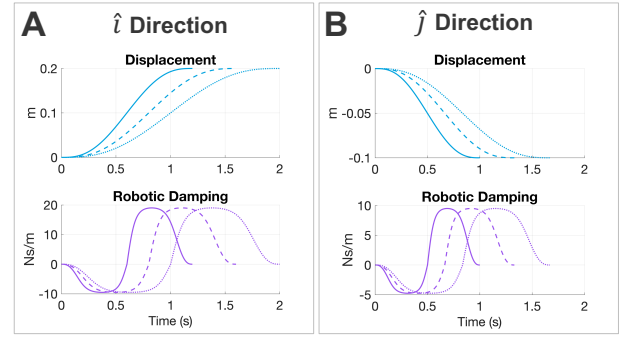 A
î Direction
Displacement
0.2
0.1
0
m
0
0.5
1
1.5
2
Robotic Damping
20
10
0
-10
Ns/m
0
0.5
1
1.5
2
Time (s)
B
ĵ Direction
Displacement
0
-0.05
-0.1
m
0
0.5
1
1.5
2
Robotic Damping
10
5
0
-5
Ns/m
0
0.5
1
1.5
2
Time (s)